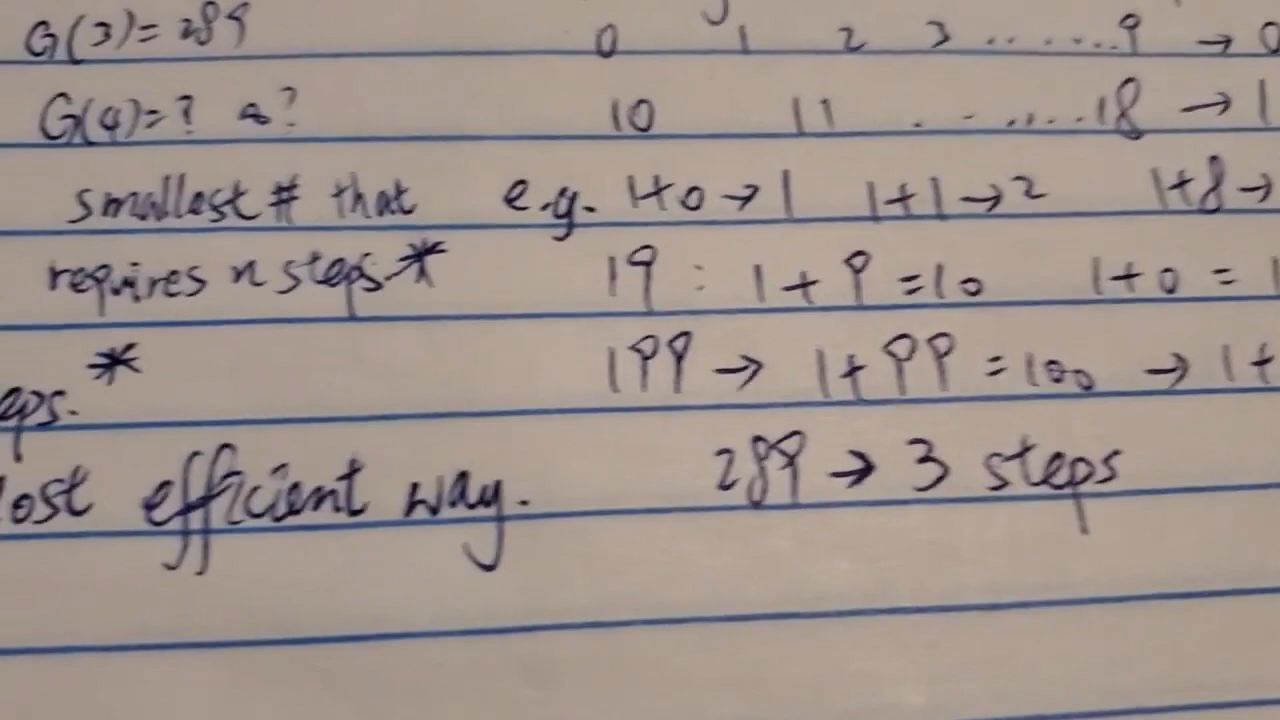 G(3)=289 0 1 2 3 ......9 → 0
G(4)=? a? 10 11 . - .....18 → 1
smallest # that e.g. 1+0→1 1+1→2 1+8→
requires n steps.* 19 : 1+9=10 1+0 = 1
* 199 → 1+99 =100 → 1+
eps.
ost efficient way. 289 → 3 steps